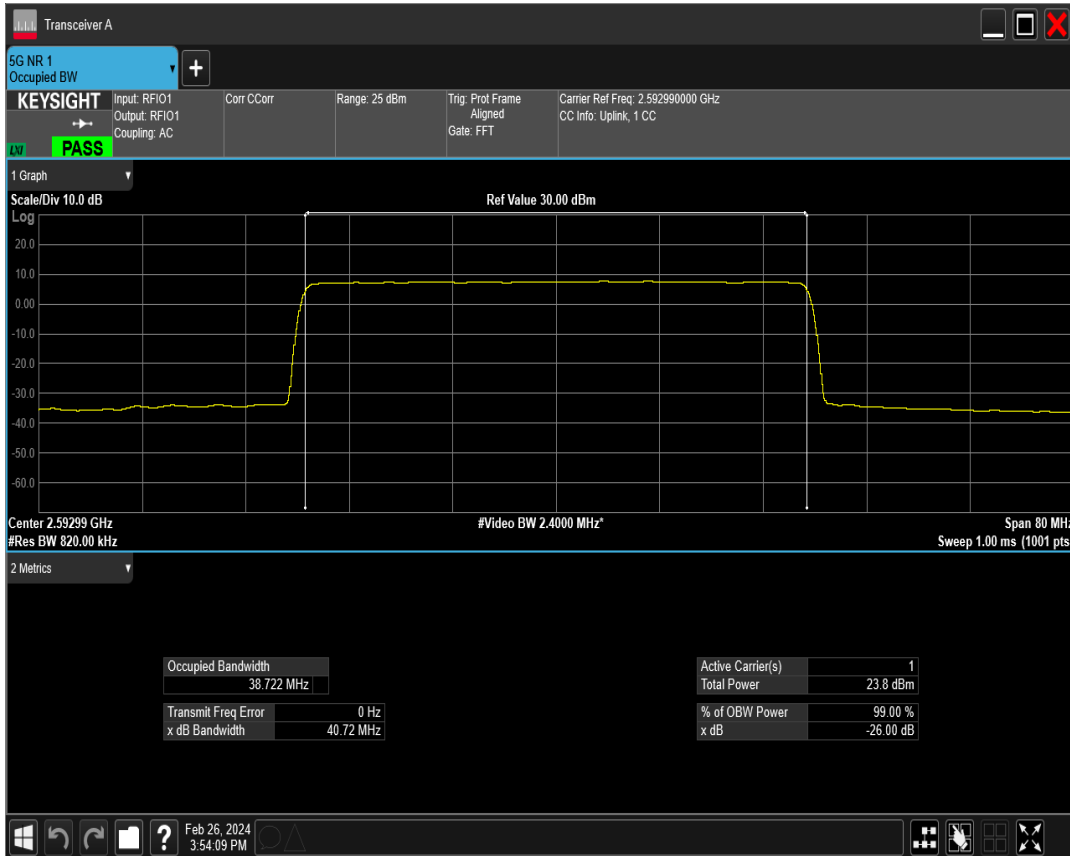 Transceiver A
5G NR 1
Occupied BW
KEYSIGHT
LXI
PASS
Input: RFIO1
Output: RFIO1
Coupling: AC
Corr CCorr
Range: 25 dBm
Trig: Prot Frame
Aligned
Gate: FFT
Carrier Ref Freq: 2.592990000 GHz
CC Info: Uplink, 1 CC
1 Graph
Scale/Div 10.0 dB
Ref Value 30.00 dBm
Log
20.0
10.0
0.00
-10.0
-20.0
-30.0
-40.0
-50.0
-60.0
Center 2.59299 GHz
#Video BW 2.4000 MHz*
Span 80 MHz
#Res BW 820.00 kHz
Sweep 1.00 ms (1001 pts
2 Metrics
Occupied Bandwidth
38.722 MHz
Transmit Freq Error 0 Hz
x dB Bandwidth 40.72 MHz
Active Carrier(s) 1
Total Power 23.8 dBm
% of OBW Power 99.00 %
x dB -26.00 dB
?
Feb 26, 2024
3:54:09 PM